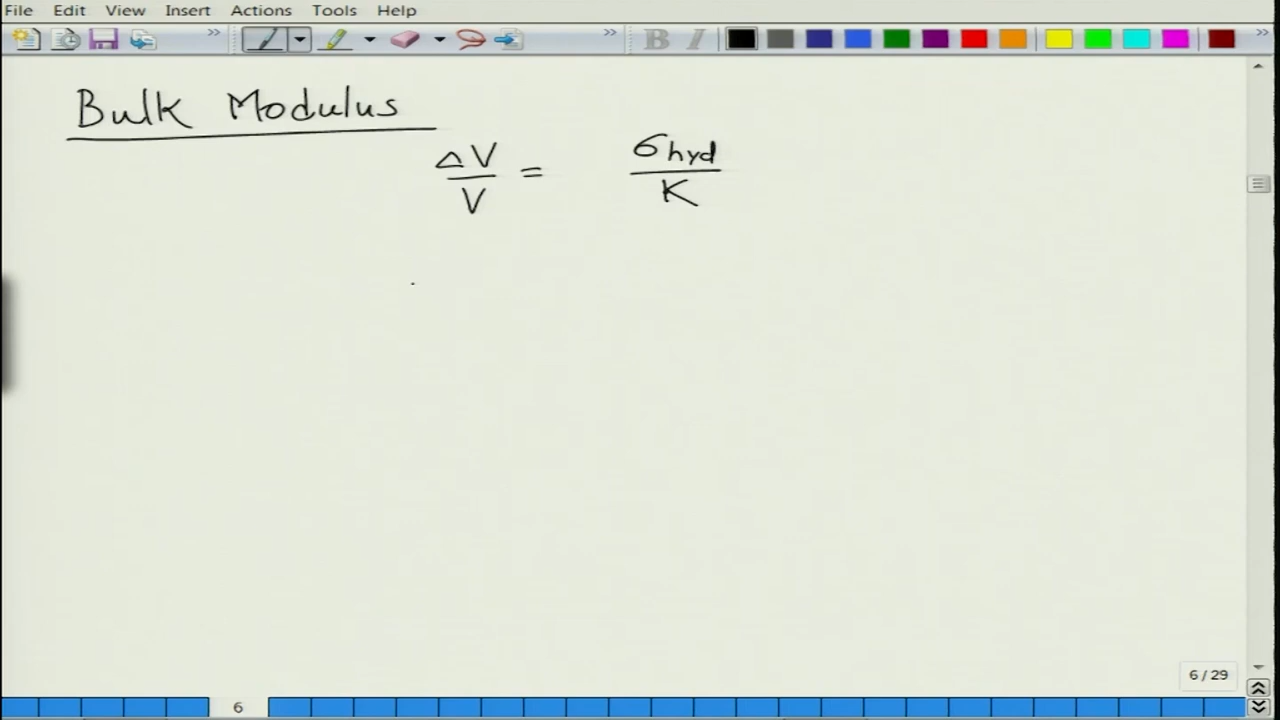 File Edit View Insert Actions Tools Help
B I
Bulk Modulus
ΔV/V = σhyd/K
6 / 29
6